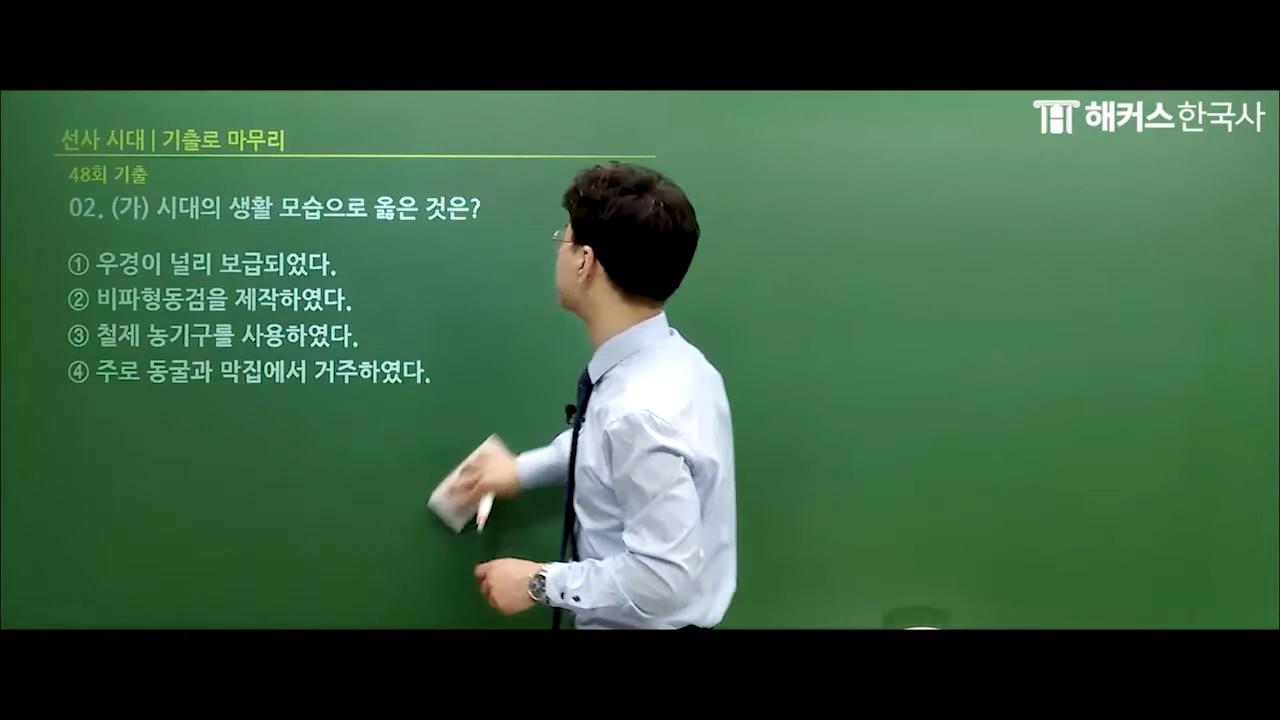 해커스한국사
선사 시대 | 기출로 마무리
48회 기출
02. (가) 시대의 생활 모습으로 옳은 것은?
① 우경이 널리 보급되었다.
② 비파형동검을 제작하였다.
③ 철제 농기구를 사용하였다.
④ 주로 동굴과 막집에서 거주하였다.